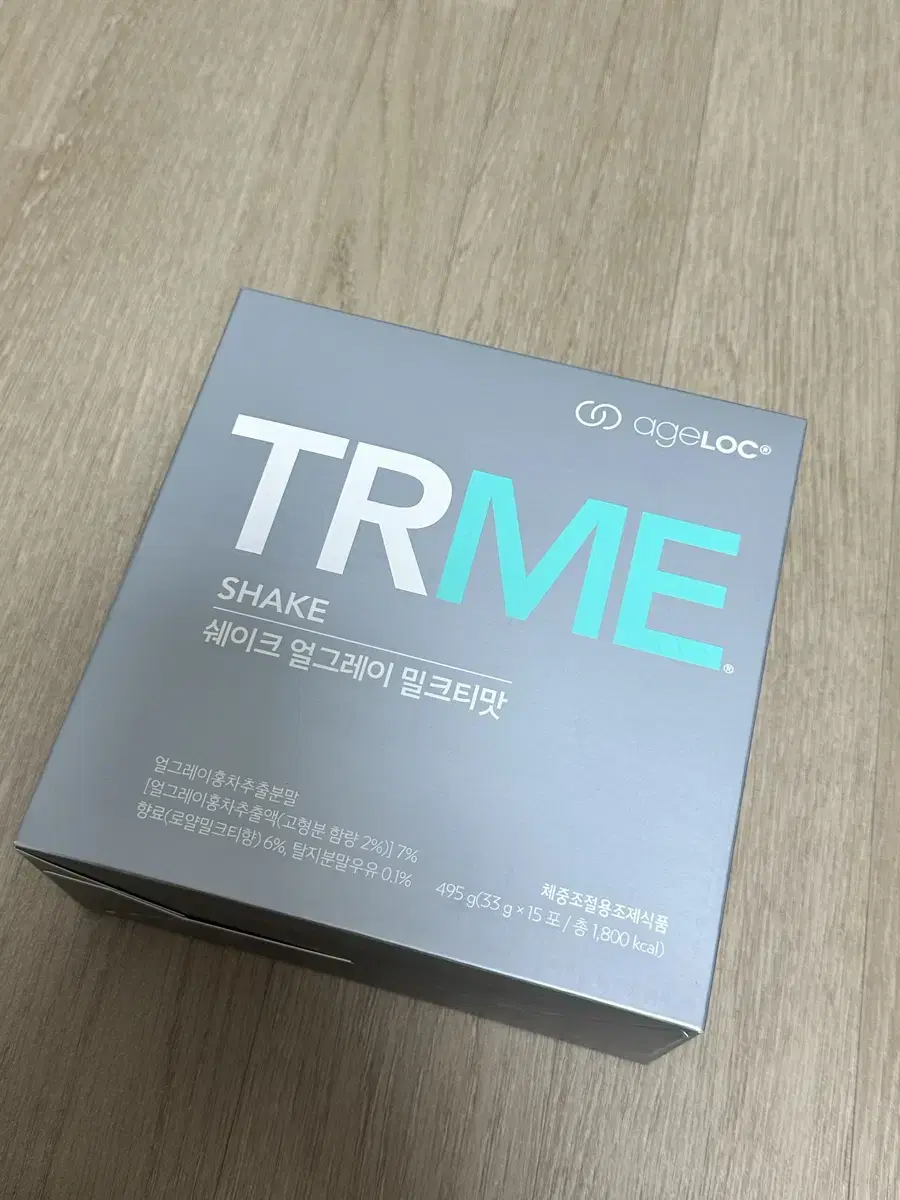 ageLOC®
TRME®
SHAKE
쉐이크 얼그레이 밀크티맛
얼그레이홍차추출분말
[얼그레이홍차추출액(고형분 함량 2%)] 7%
향료(로얄밀크티향) 6%, 탈지분말우유 0.1%
체중조절용조제식품
495 g(33 g × 15 포 / 총 1,800 kcal)